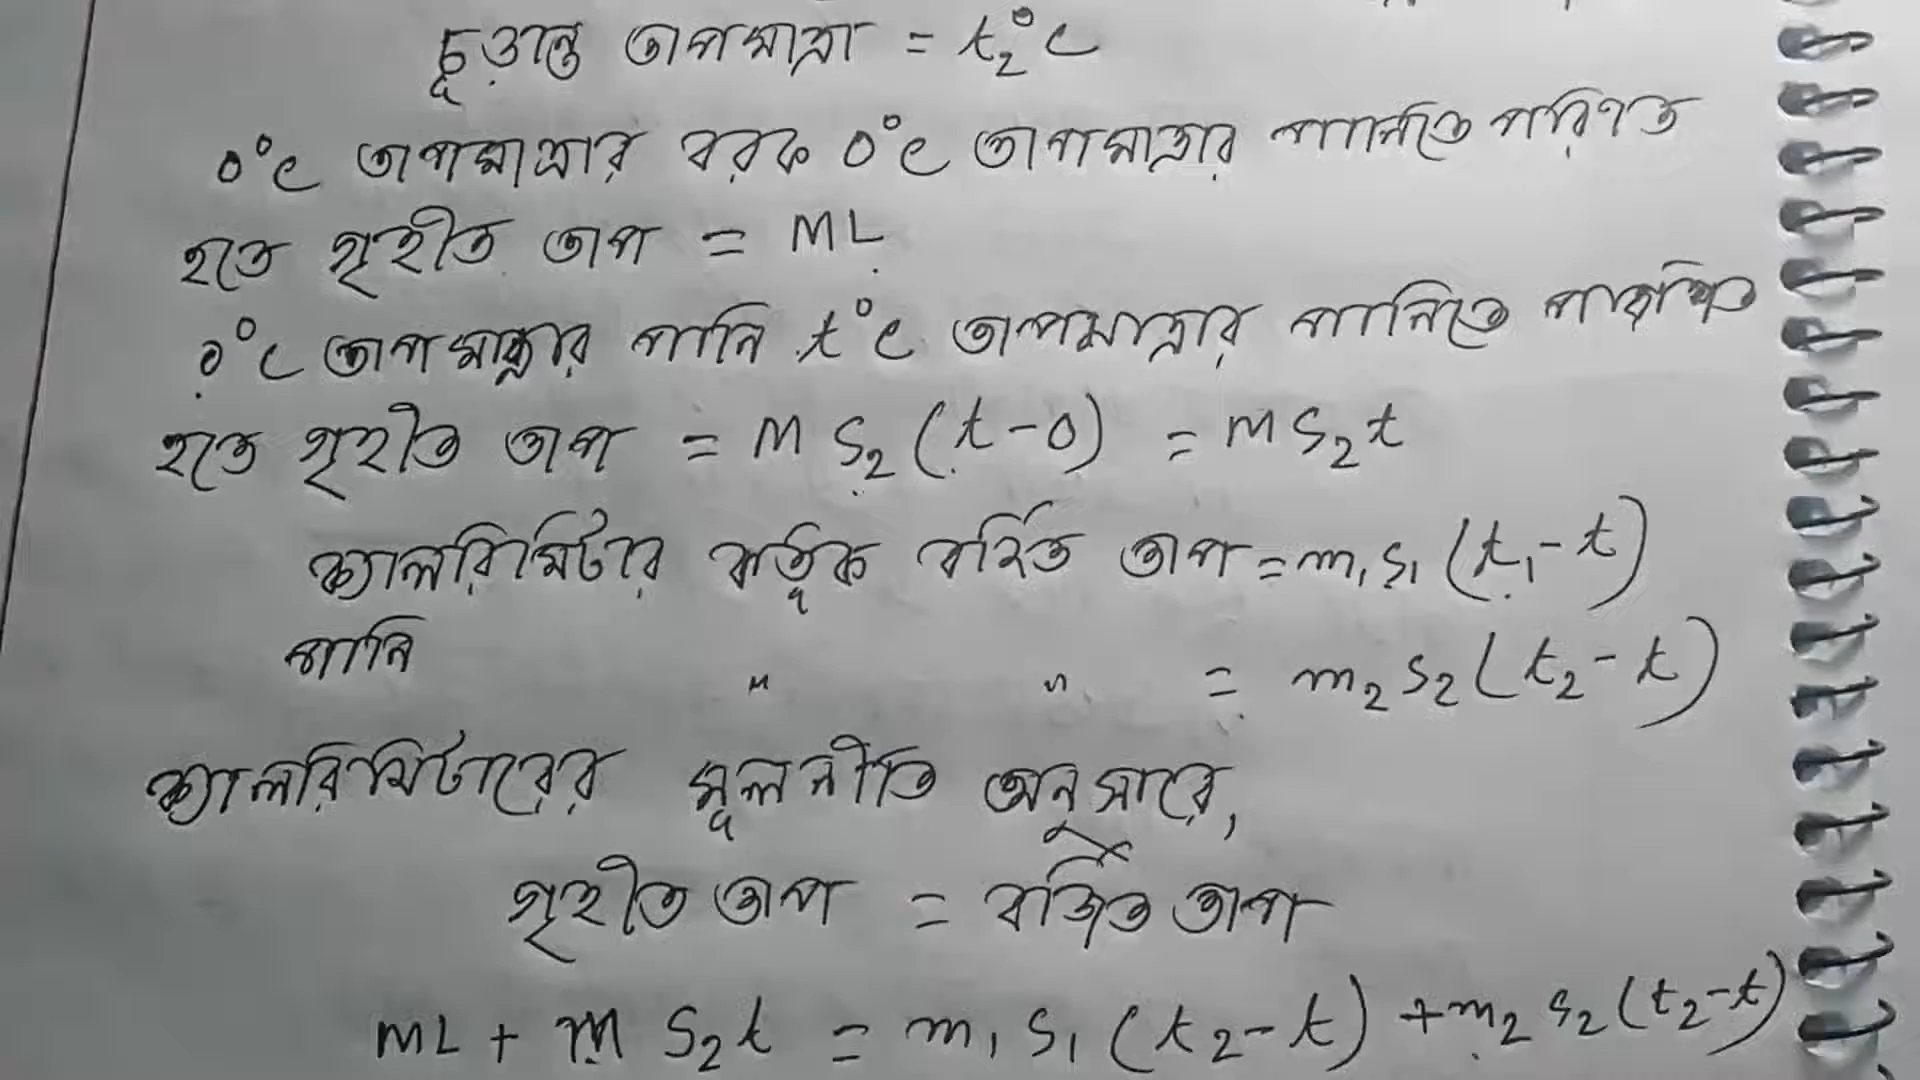 চূড়ান্ত তাপমাত্রা = t₂°C
0°C তাপমাত্রার বরফ 0°C তাপমাত্রার পানিতে পরিণত
হতে গৃহীত তাপ = ML
0°C তাপমাত্রার পানি t°C তাপমাত্রার পানিতে
হতে গৃহীত তাপ = M S₂ (t-0) = M S₂ t
ক্যালরিমিটার কর্তৃক বর্হিত তাপ = m₁ s₁ (t₁-t)
পানি " " = m₂ s₂ (t₂-t)
ক্যালরিমিটারের মূলনীতি অনুসারে,
গৃহীত তাপ = বর্জিত তাপ
ML + m S₂ t = m₁ s₁ (t₂-t) + m₂ s₂ (t₂-t)